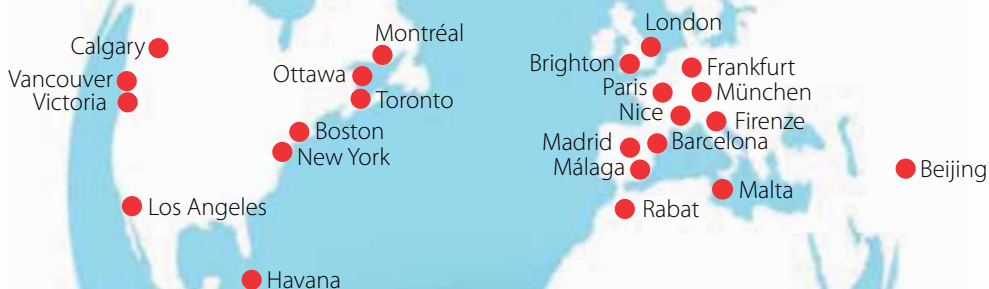 Calgary
Vancouver
Victoria
Los Angeles
Montréal
Ottawa
Toronto
Boston
New York
Havana
London
Brighton
Frankfurt
Paris
München
Nice
Firenze
Madrid
Barcelona
Málaga
Malta
Rabat
Beijing